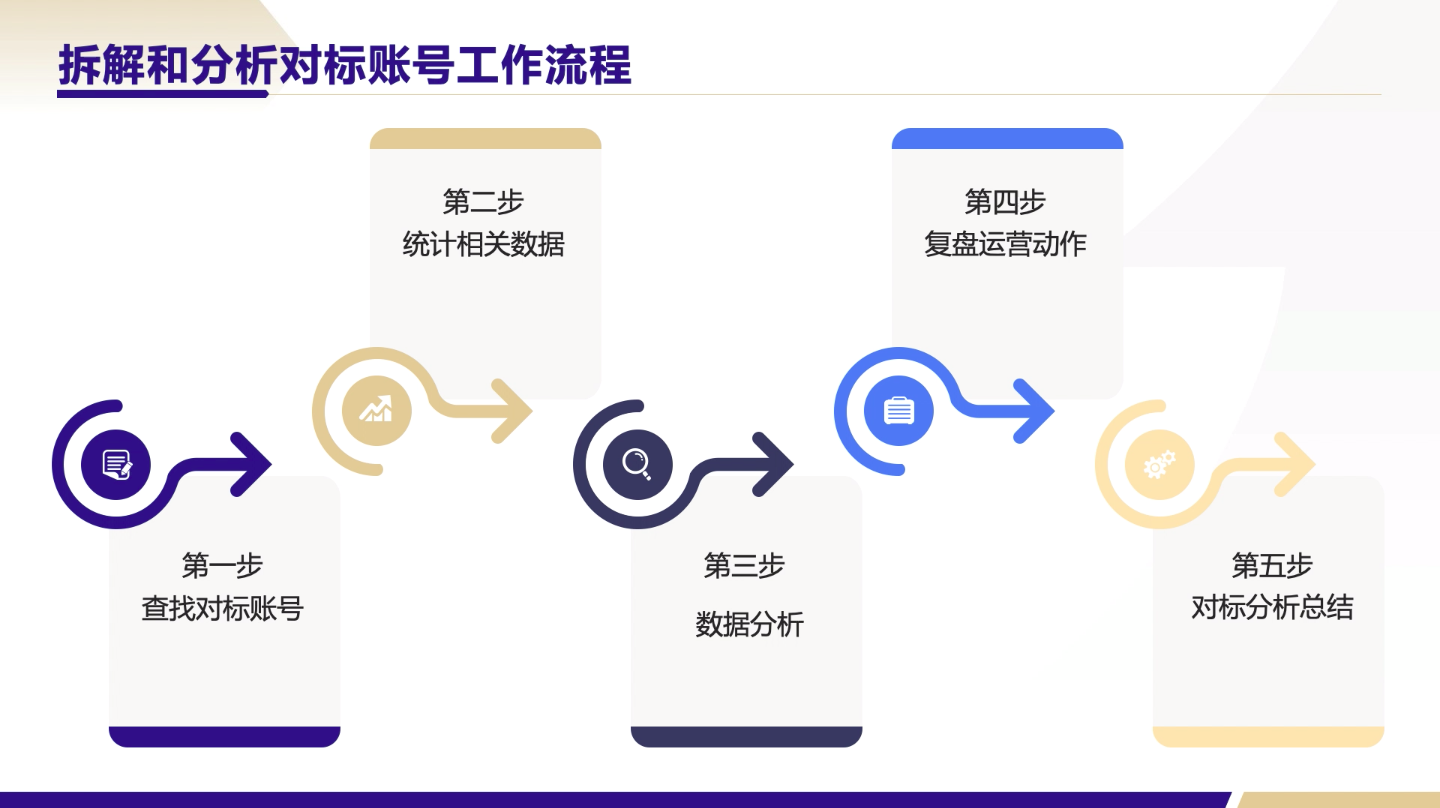 拆解和分析对标账号工作流程
第一步
查找对标账号
第二步
统计相关数据
第三步
数据分析
第四步
复盘运营动作
第五步
对标分析总结